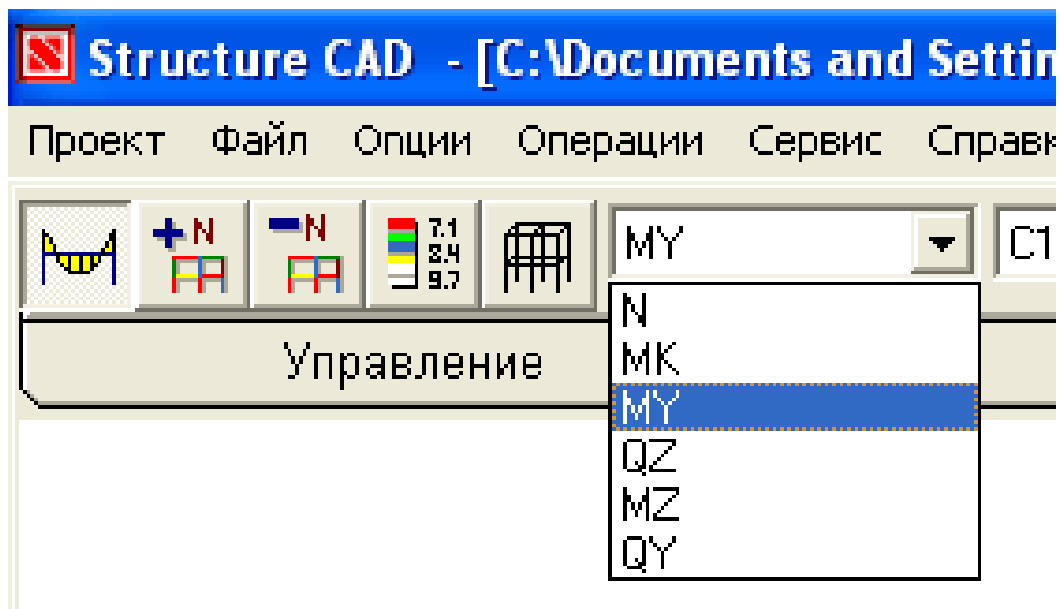 Structure CAD - [C:\Documents and Settin
Проект Файл Опции Операции Сервис Справк
+N -N 7.1 8.4 9.7 MY C1
Управление
N
MK
MY
QZ
MZ
QY